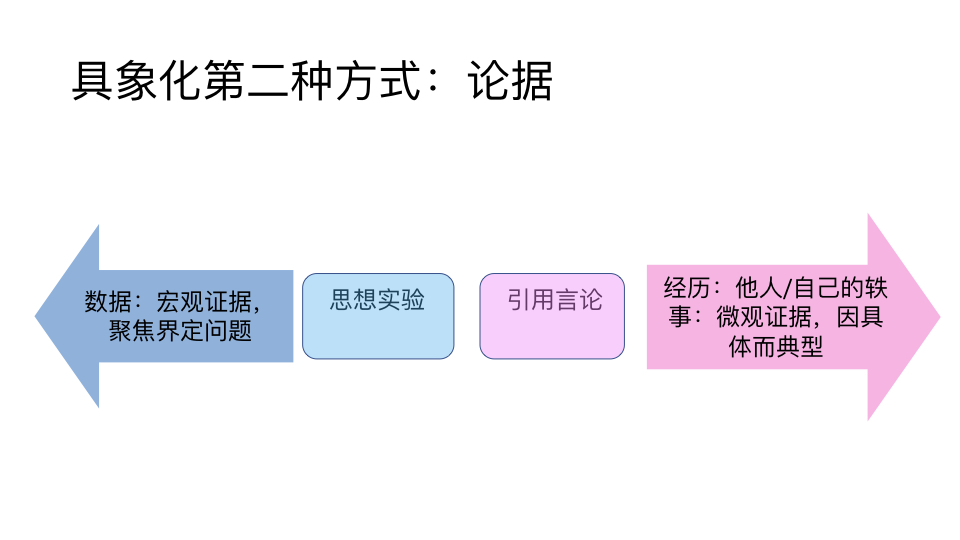 具象化第二种方式：论据
数据：宏观证据，
聚焦界定问题
思想实验
引用言论
经历：他人/自己的轶
事：微观证据，因具
体而典型